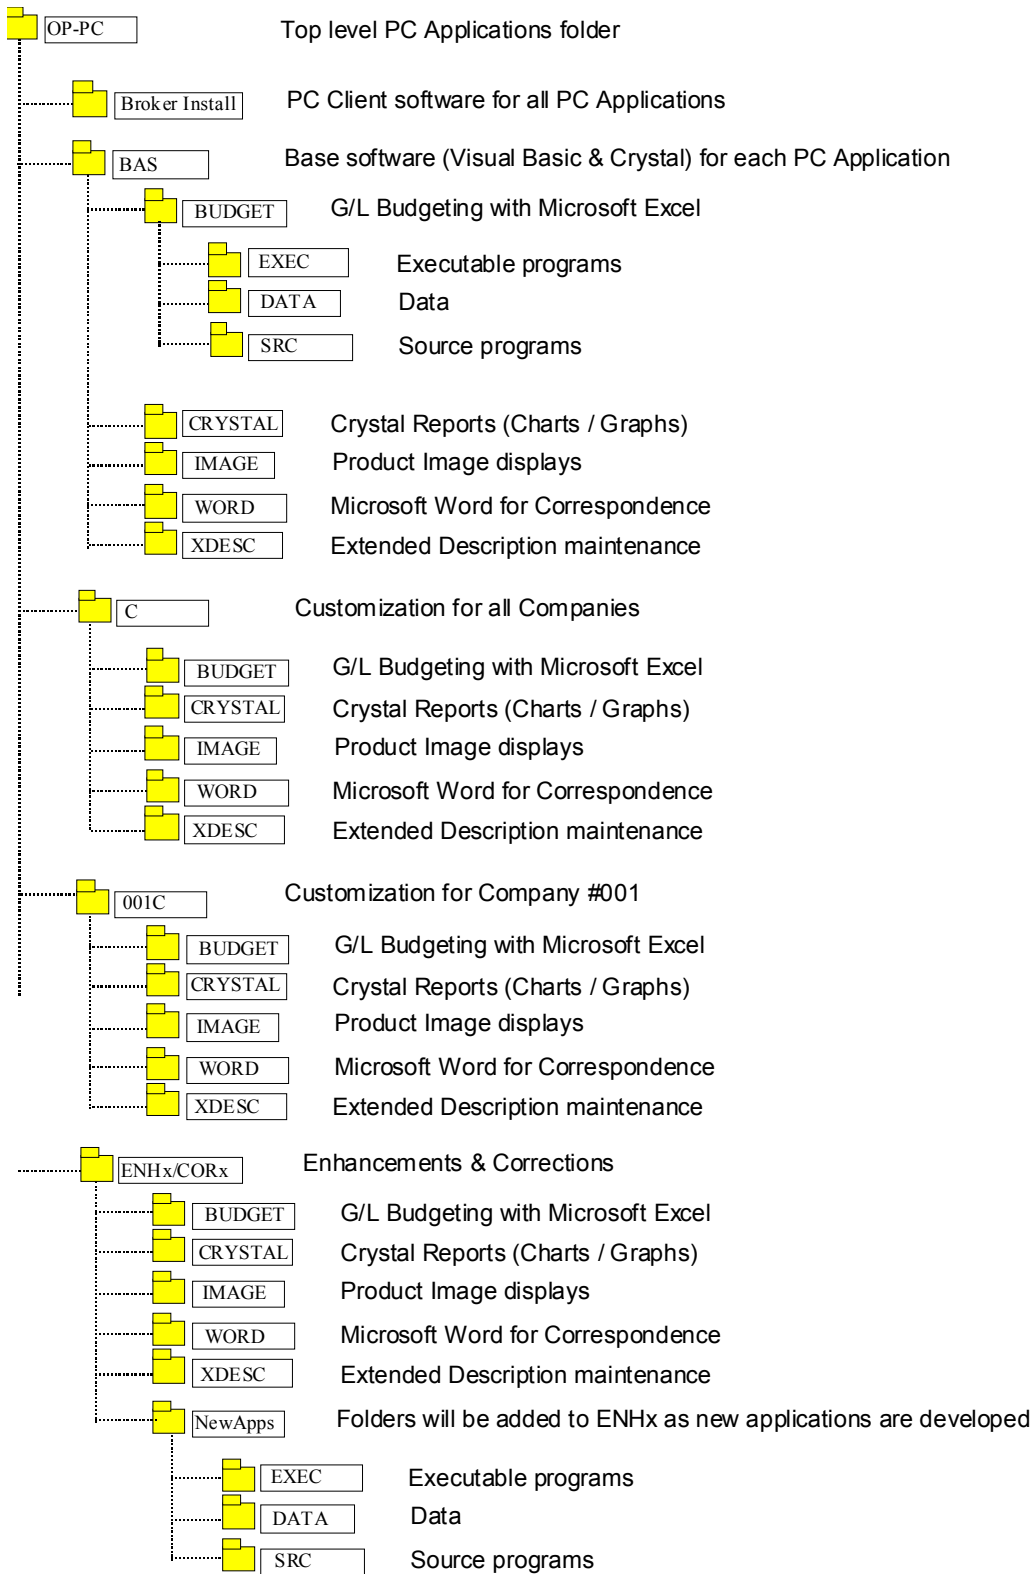 OP-PC Top level PC Applications folder
Broker Install PC Client software for all PC Applications
BAS Base software (Visual Basic & Crystal) for each PC Application
BUDGET G/L Budgeting with Microsoft Excel
EXEC Executable programs
DATA Data
SRC Source programs
CRYSTAL Crystal Reports (Charts / Graphs)
IMAGE Product Image displays
WORD Microsoft Word for Correspondence
XDESC Extended Description maintenance
C Customization for all Companies
BUDGET G/L Budgeting with Microsoft Excel
CRYSTAL Crystal Reports (Charts / Graphs)
IMAGE Product Image displays
WORD Microsoft Word for Correspondence
XDESC Extended Description maintenance
001C Customization for Company #001
BUDGET G/L Budgeting with Microsoft Excel
CRYSTAL Crystal Reports (Charts / Graphs)
IMAGE Product Image displays
WORD Microsoft Word for Correspondence
XDESC Extended Description maintenance
ENHx/CORx Enhancements & Corrections
BUDGET G/L Budgeting with Microsoft Excel
CRYSTAL Crystal Reports (Charts / Graphs)
IMAGE Product Image displays
WORD Microsoft Word for Correspondence
XDESC Extended Description maintenance
NewApps Folders will be added to ENHx as new applications are developed
EXEC Executable programs
DATA Data
SRC Source programs